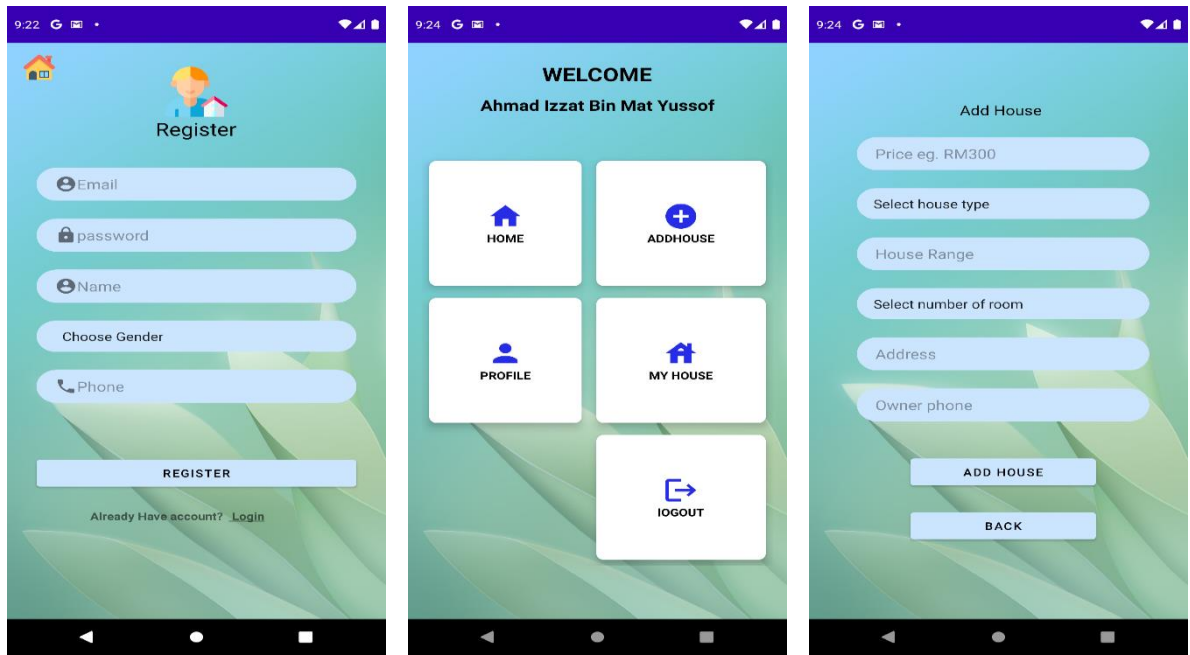 9:22 G
Register
Email
password
Name
Choose Gender
Phone
REGISTER
Already Have account? Login
9:24 G
WELCOME
Ahmad Izzat Bin Mat Yussof
HOME
ADDHOUSE
PROFILE
MY HOUSE
lOGOUT
9:24 G
Add House
Price eg. RM300
Select house type
House Range
Select number of room
Address
Owner phone
ADD HOUSE
BACK